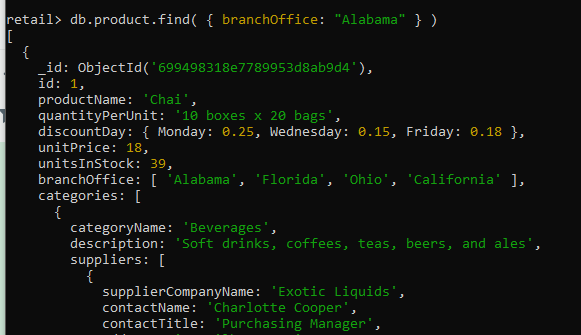 retail> db.product.find( { branchOffice: "Alabama" } )
[
  {
    _id: ObjectId('699498318e7789953d8ab9d4'),
    id: 1,
    productName: 'Chai',
    quantityPerUnit: '10 boxes x 20 bags',
    discountDay: { Monday: 0.25, Wednesday: 0.15, Friday: 0.18 },
    unitPrice: 18,
    unitsInStock: 39,
    branchOffice: [ 'Alabama', 'Florida', 'Ohio', 'California' ],
    categories: [
      {
        categoryName: 'Beverages',
        description: 'Soft drinks, coffees, teas, beers, and ales',
        suppliers: [
          {
            supplierCompanyName: 'Exotic Liquids',
            contactName: 'Charlotte Cooper',
            contactTitle: 'Purchasing Manager',